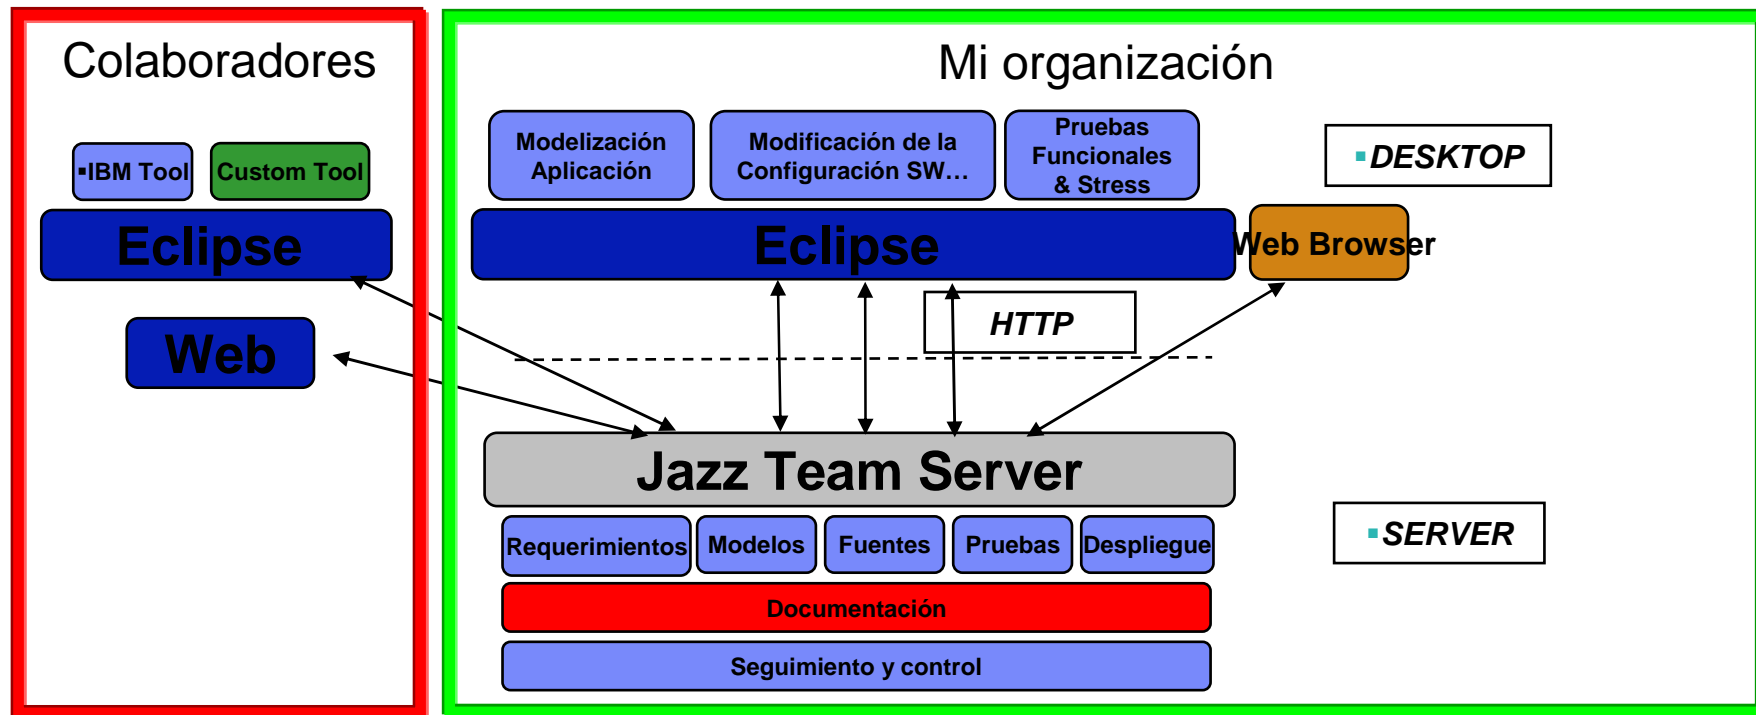 Colaboradores
▪IBM Tool
Custom Tool
Eclipse
Web
Mi organización
Modelización
Aplicación
Modificación de la
Configuración SW…
Pruebas
Funcionales
& Stress
▪DESKTOP
Eclipse
Web Browser
HTTP
Jazz Team Server
Requerimientos
Modelos
Fuentes
Pruebas
Despliegue
▪SERVER
Documentación
Seguimiento y control